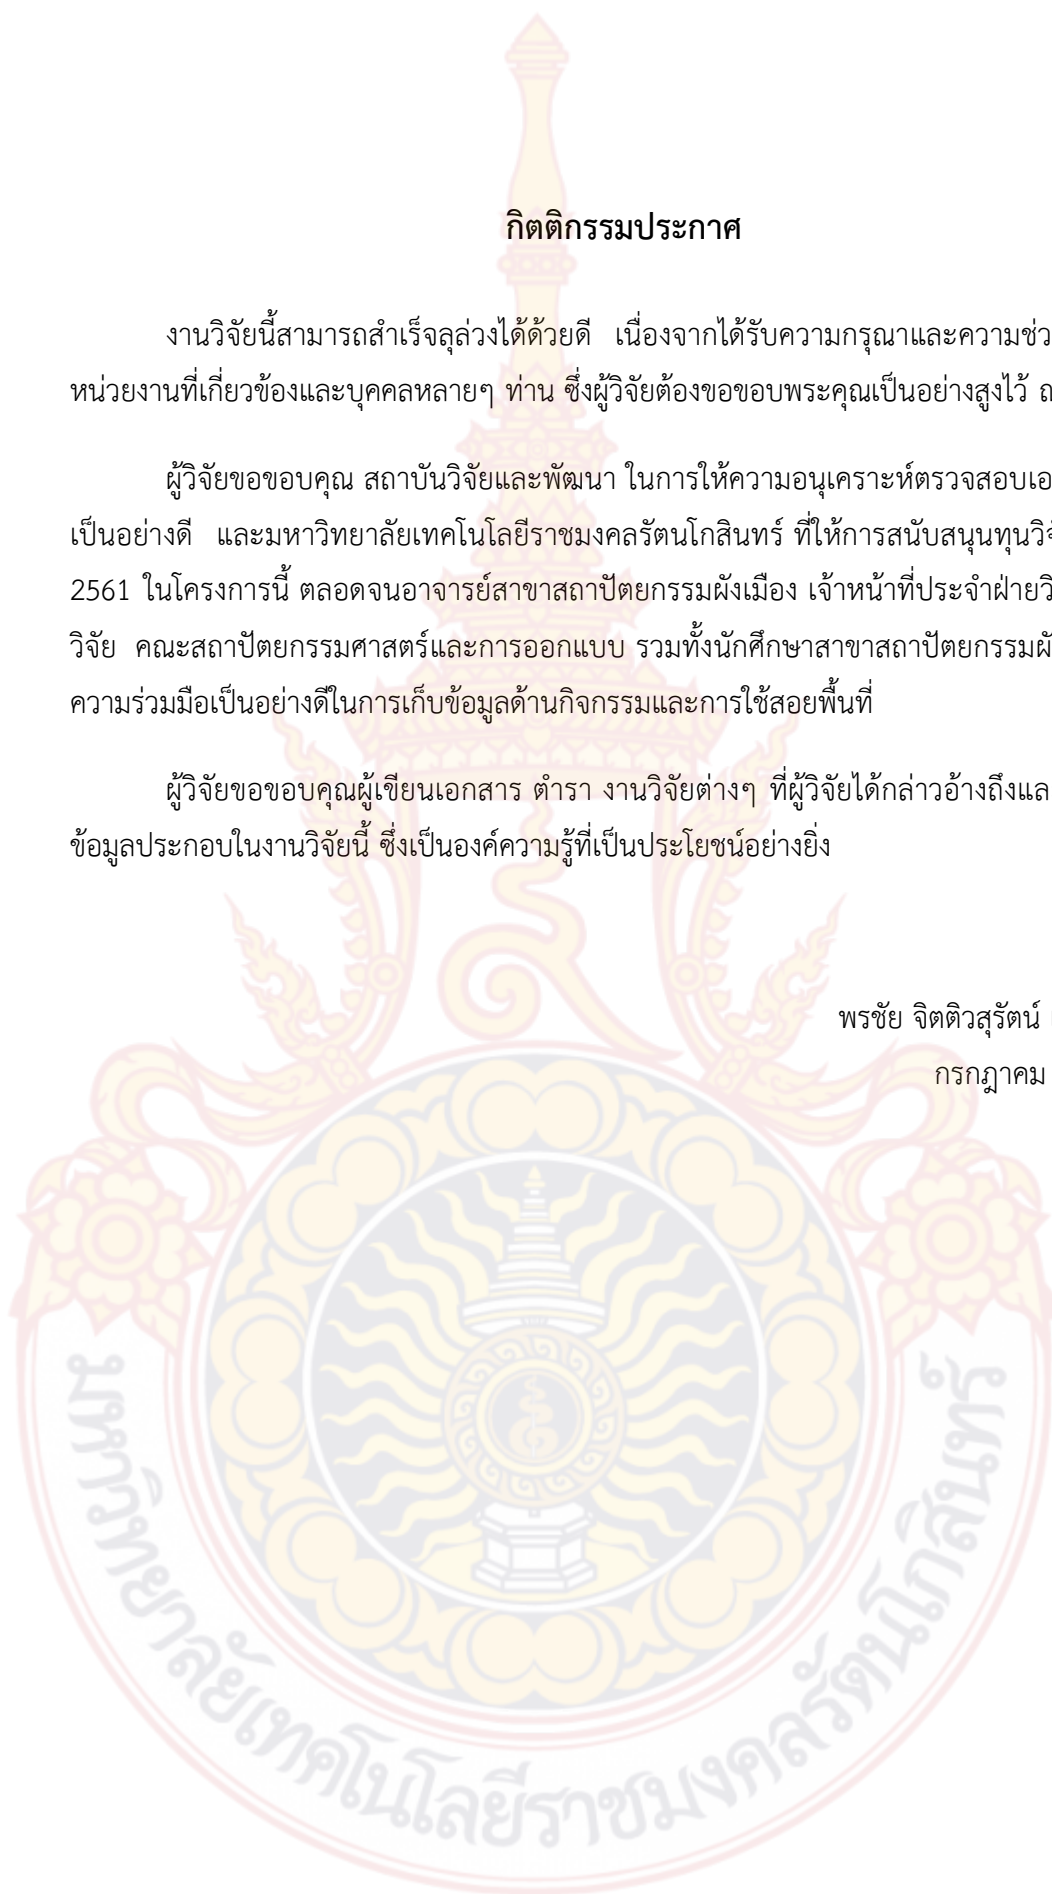 กิตติกรรมประกาศ
งานวิจัยนี้สามารถสำเร็จลุล่วงได้ด้วยดี เนื่องจากได้รับความกรุณาและความช่ว
หน่วยงานที่เกี่ยวข้องและบุคคลหลายๆ ท่าน ซึ่งผู้วิจัยต้องขอขอบพระคุณเป็นอย่างสูงไว้ ณ
ผู้วิจัยขอขอบคุณ สถาบันวิจัยและพัฒนา ในการให้ความอนุเคราะห์ตรวจสอบเอ
เป็นอย่างดี และมหาวิทยาลัยเทคโนโลยีราชมงคลรัตนโกสินทร์ ที่ให้การสนับสนุนทุนวิจั
2561 ในโครงการนี้ ตลอดจนอาจารย์สาขาสถาปัตยกรรมผังเมือง เจ้าหน้าที่ประจำฝ่ายวิ
วิจัย คณะสถาปัตยกรรมศาสตร์และการออกแบบ รวมทั้งนักศึกษาสาขาสถาปัตยกรรมผั
ความร่วมมือเป็นอย่างดีในการเก็บข้อมูลด้านกิจกรรมและการใช้สอยพื้นที่
ผู้วิจัยขอขอบคุณผู้เขียนเอกสาร ตำรา งานวิจัยต่างๆ ที่ผู้วิจัยได้กล่าวอ้างถึงแล
ข้อมูลประกอบในงานวิจัยนี้ ซึ่งเป็นองค์ความรู้ที่เป็นประโยชน์อย่างยิ่ง
พรชัย จิตติวสุรัตน์
กรกฎาคม
มหาวิทยาลัยเทคโนโลยีราชมงคลรัตนโกสินทร์